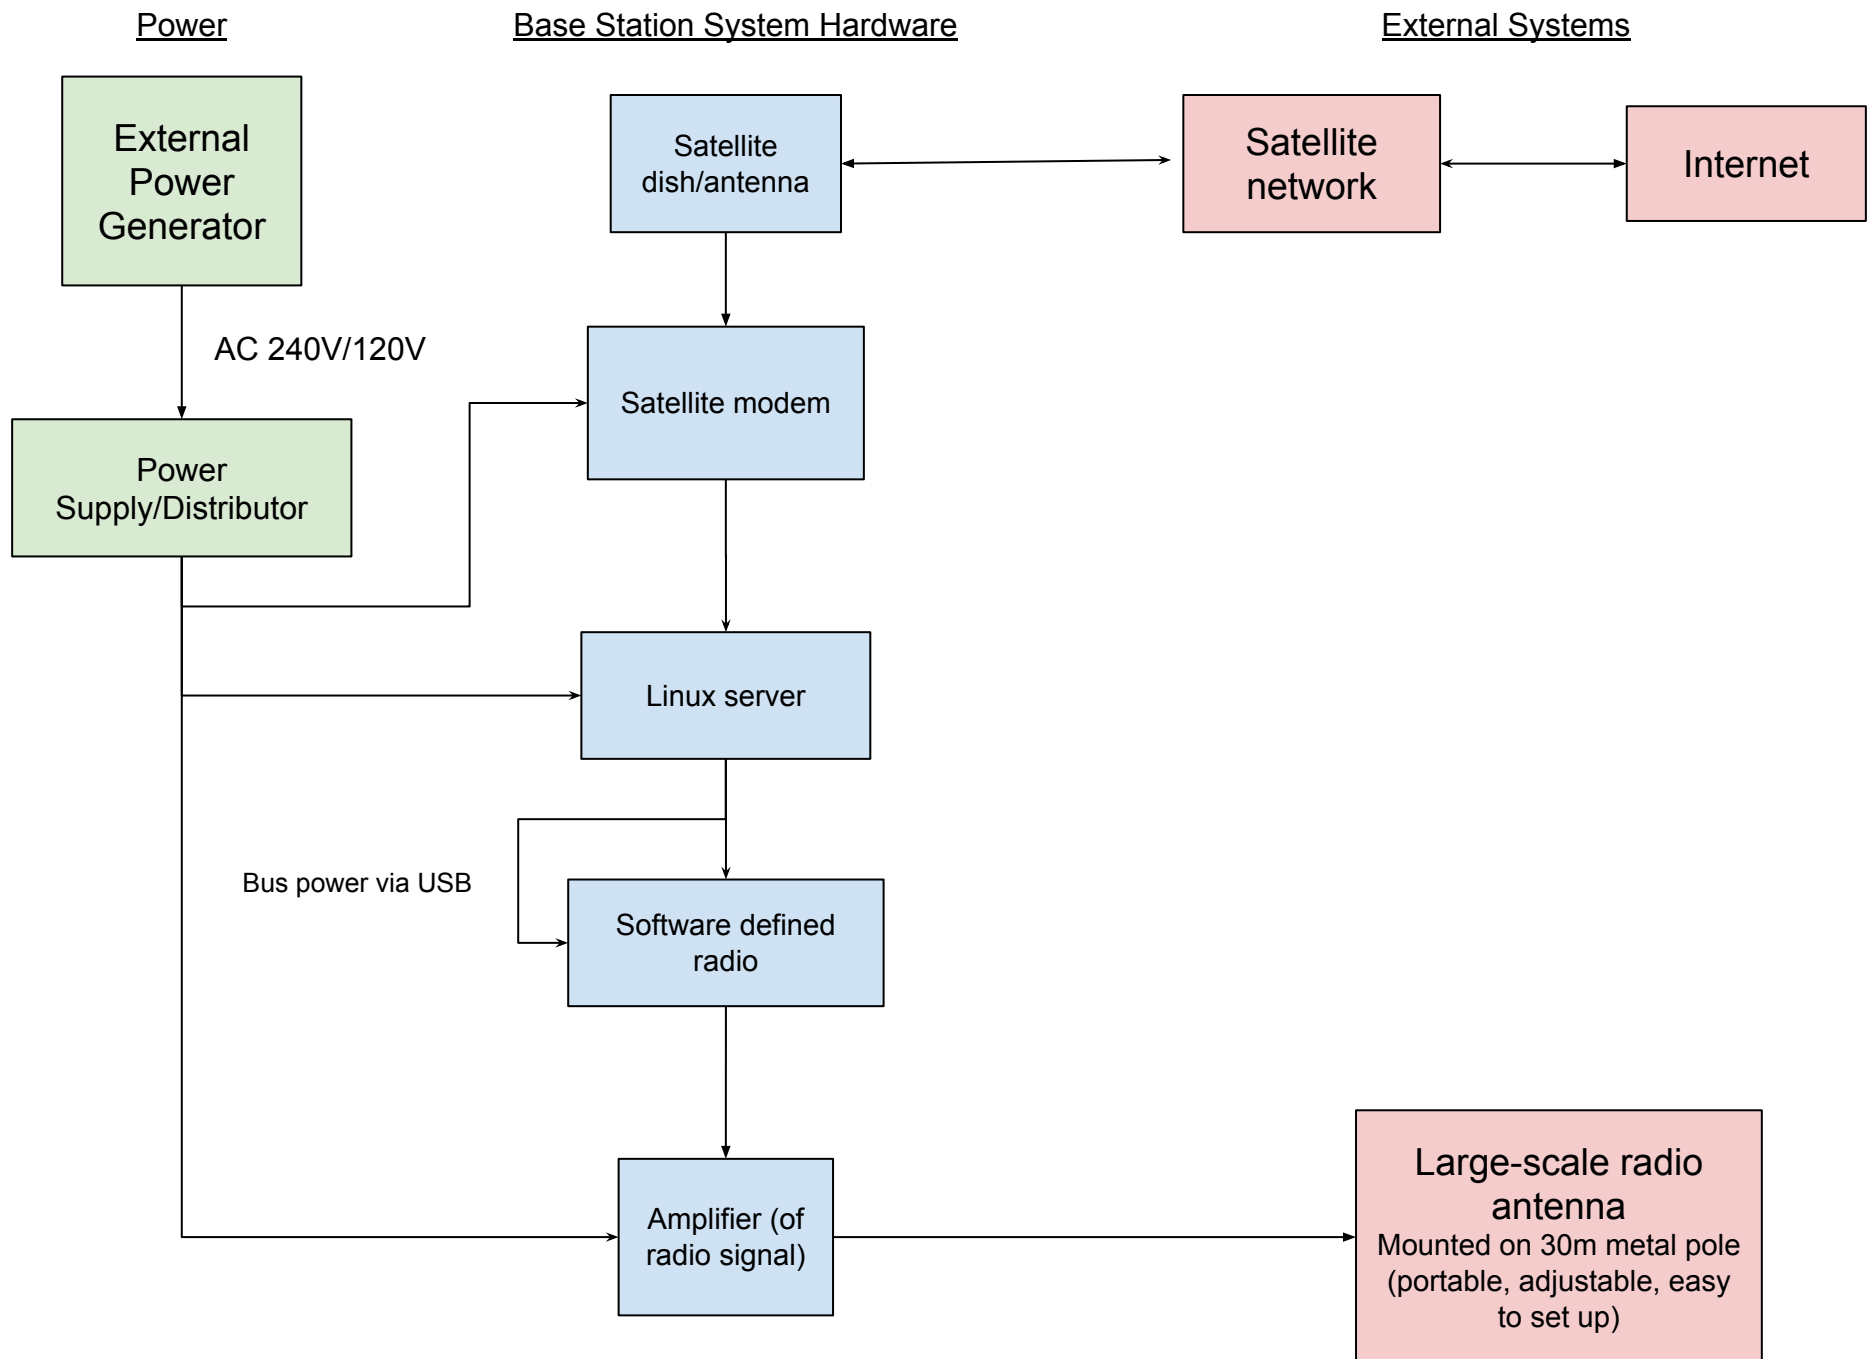 Power
Base Station System Hardware
External Systems
External
Power
Generator
Satellite
dish/antenna
Satellite
network
Internet
AC 240V/120V
Satellite modem
Power
Supply/Distributor
Linux server
Bus power via USB
Software defined
radio
Amplifier (of
radio signal)
Large-scale radio
antenna
Mounted on 30m metal pole
(portable, adjustable, easy
to set up)